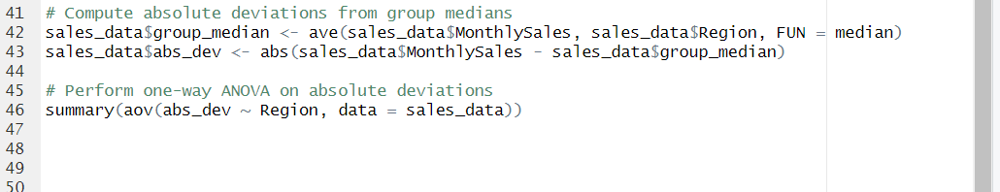 41 # Compute absolute deviations from group medians
42 sales_data$group_median <- ave(sales_data$MonthlySales, sales_data$Region, FUN = median)
43 sales_data$abs_dev <- abs(sales_data$MonthlySales - sales_data$group_median)
44
45 # Perform one-way ANOVA on absolute deviations
46 summary(aov(abs_dev ~ Region, data = sales_data))
47
48
49
50